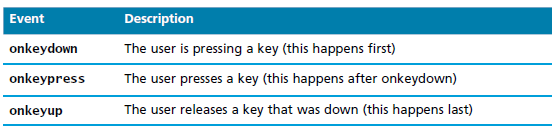 Event Description
onkeydown The user is pressing a key (this happens first)
onkeypress The user presses a key (this happens after onkeydown)
onkeyup The user releases a key that was down (this happens last)